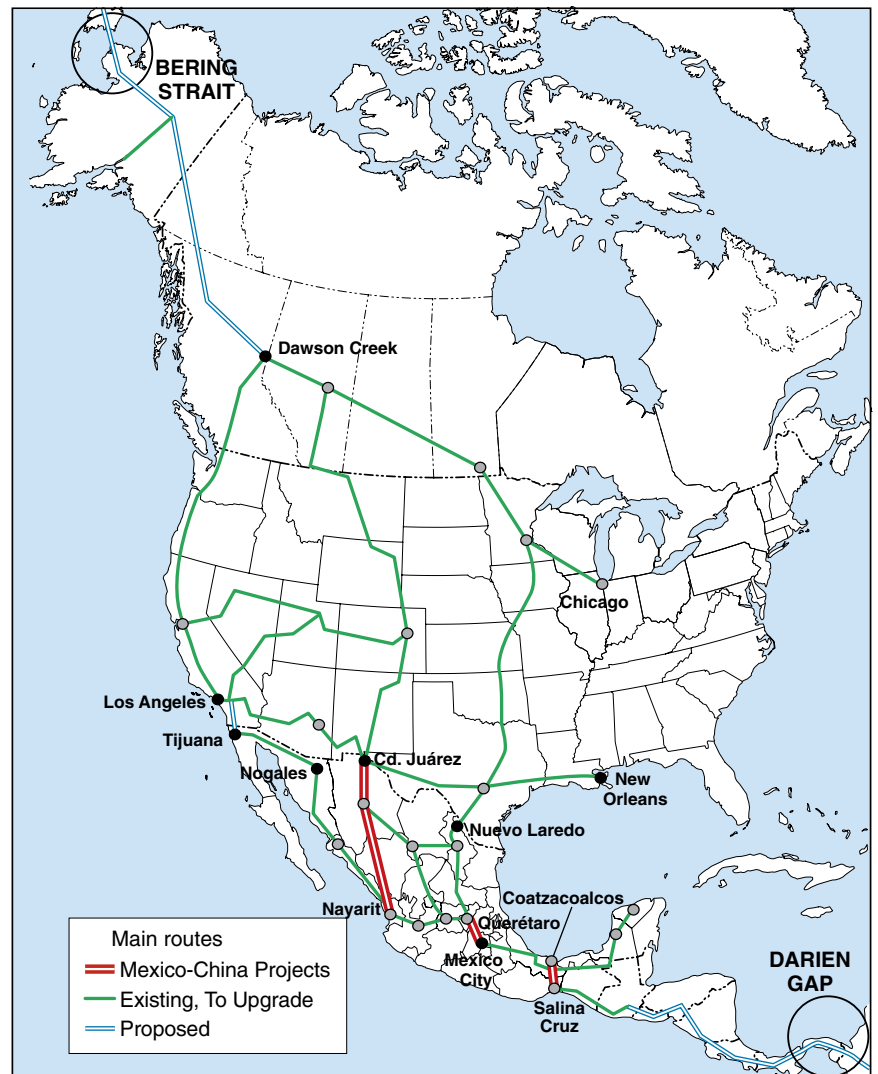 BERING
STRAIT
Dawson Creek
Chicago
Los Angeles
Tijuana
Nogales
Cd. Juárez
New
Orleans
Nuevo Laredo
Coatzacoalcos
Nayarit
Querétaro
Mexico
City
Salina
Cruz
DARIEN
GAP
Main routes
Mexico-China Projects
Existing, To Upgrade
Proposed